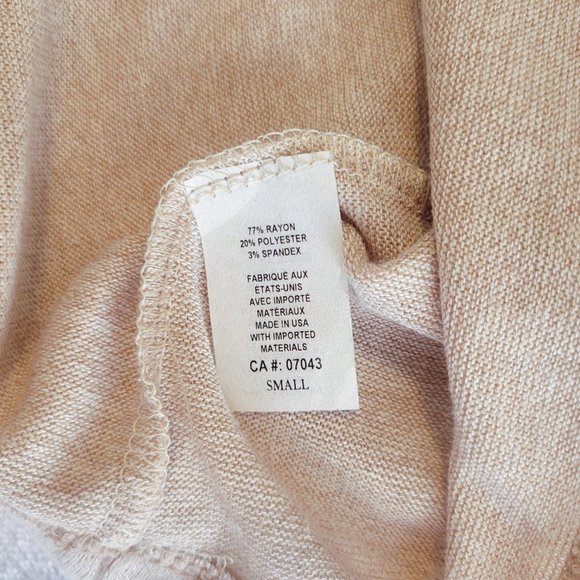 77% RAYON
20% POLYESTER
3% SPANDEX
FABRIQUÉ AUX
ÉTATS-UNIS
AVEC IMPORTÉ
MATÉRIAUX
MADE IN USA
WITH IMPORTED
MATERIALS
CA #: 07043
SMALL